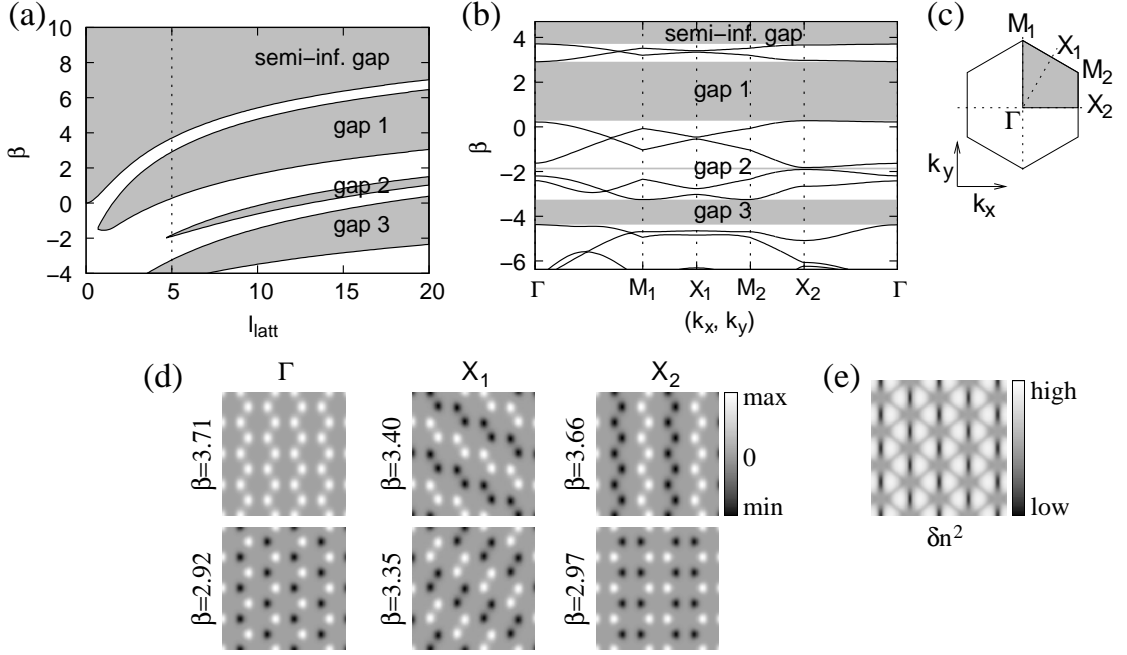 (a)
β
10
8
6
4
2
0
−2
−4
semi−inf. gap
gap 1
gap 2
gap 3
0
5
10
15
20
I_latt
(b)
β
4
2
0
−2
−4
−6
semi−inf. gap
gap 1
gap 2
gap 3
Γ
M₁
X₁
M₂
X₂
Γ
(kₓ, k_y)
(c)
M₁
X₁
M₂
X₂
Γ
k_y
kₓ
(d)
Γ
X₁
X₂
β=3.71
β=3.40
β=3.66
max
0
min
β=2.92
β=3.35
β=2.97
(e)
high
low
δn²